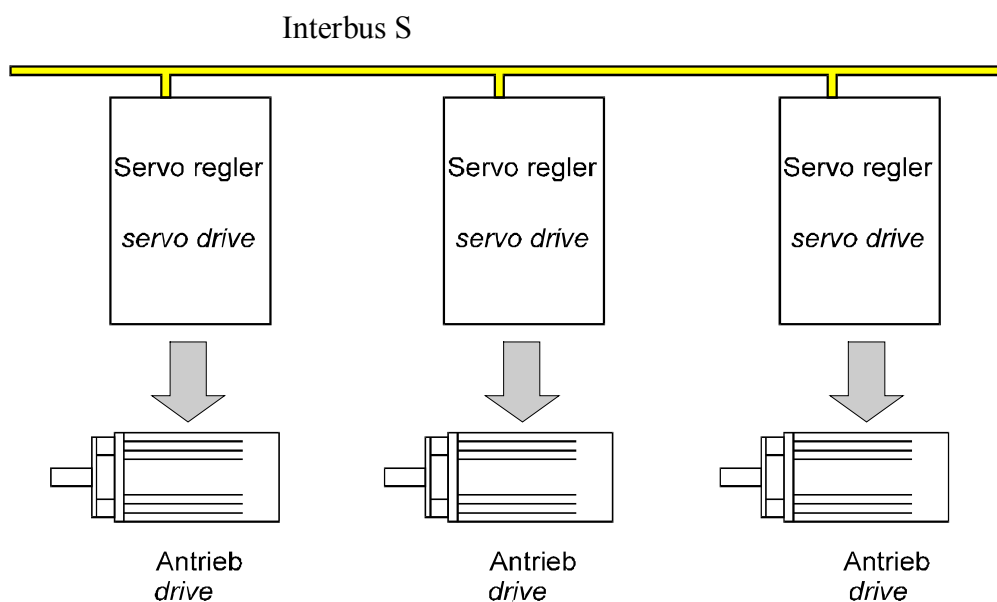 Interbus S
Servo regler
servo drive
Servo regler
servo drive
Servo regler
servo drive
Antrieb
drive
Antrieb
drive
Antrieb
drive